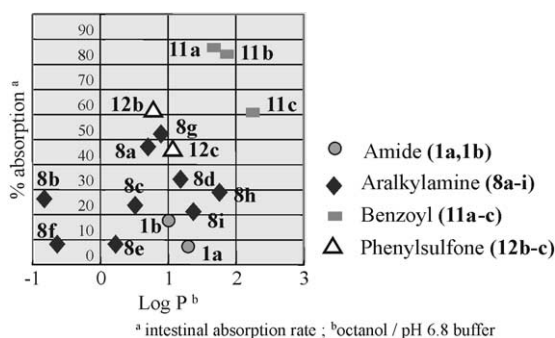 90
80
70
60
50
40
30
20
10
0
% absorption a
11a
11b
11c
12b
8g
8a
12c
8b
8c
8d
8h
8f
1b
8i
8e
1a
-1
0
1
2
3
Log P b
Amide (1a,1b)
Aralkylamine (8a-i)
Benzoyl (11a-c)
Phenylsulfone (12b-c)
a intestinal absorption rate ; boctanol / pH 6.8 buffer